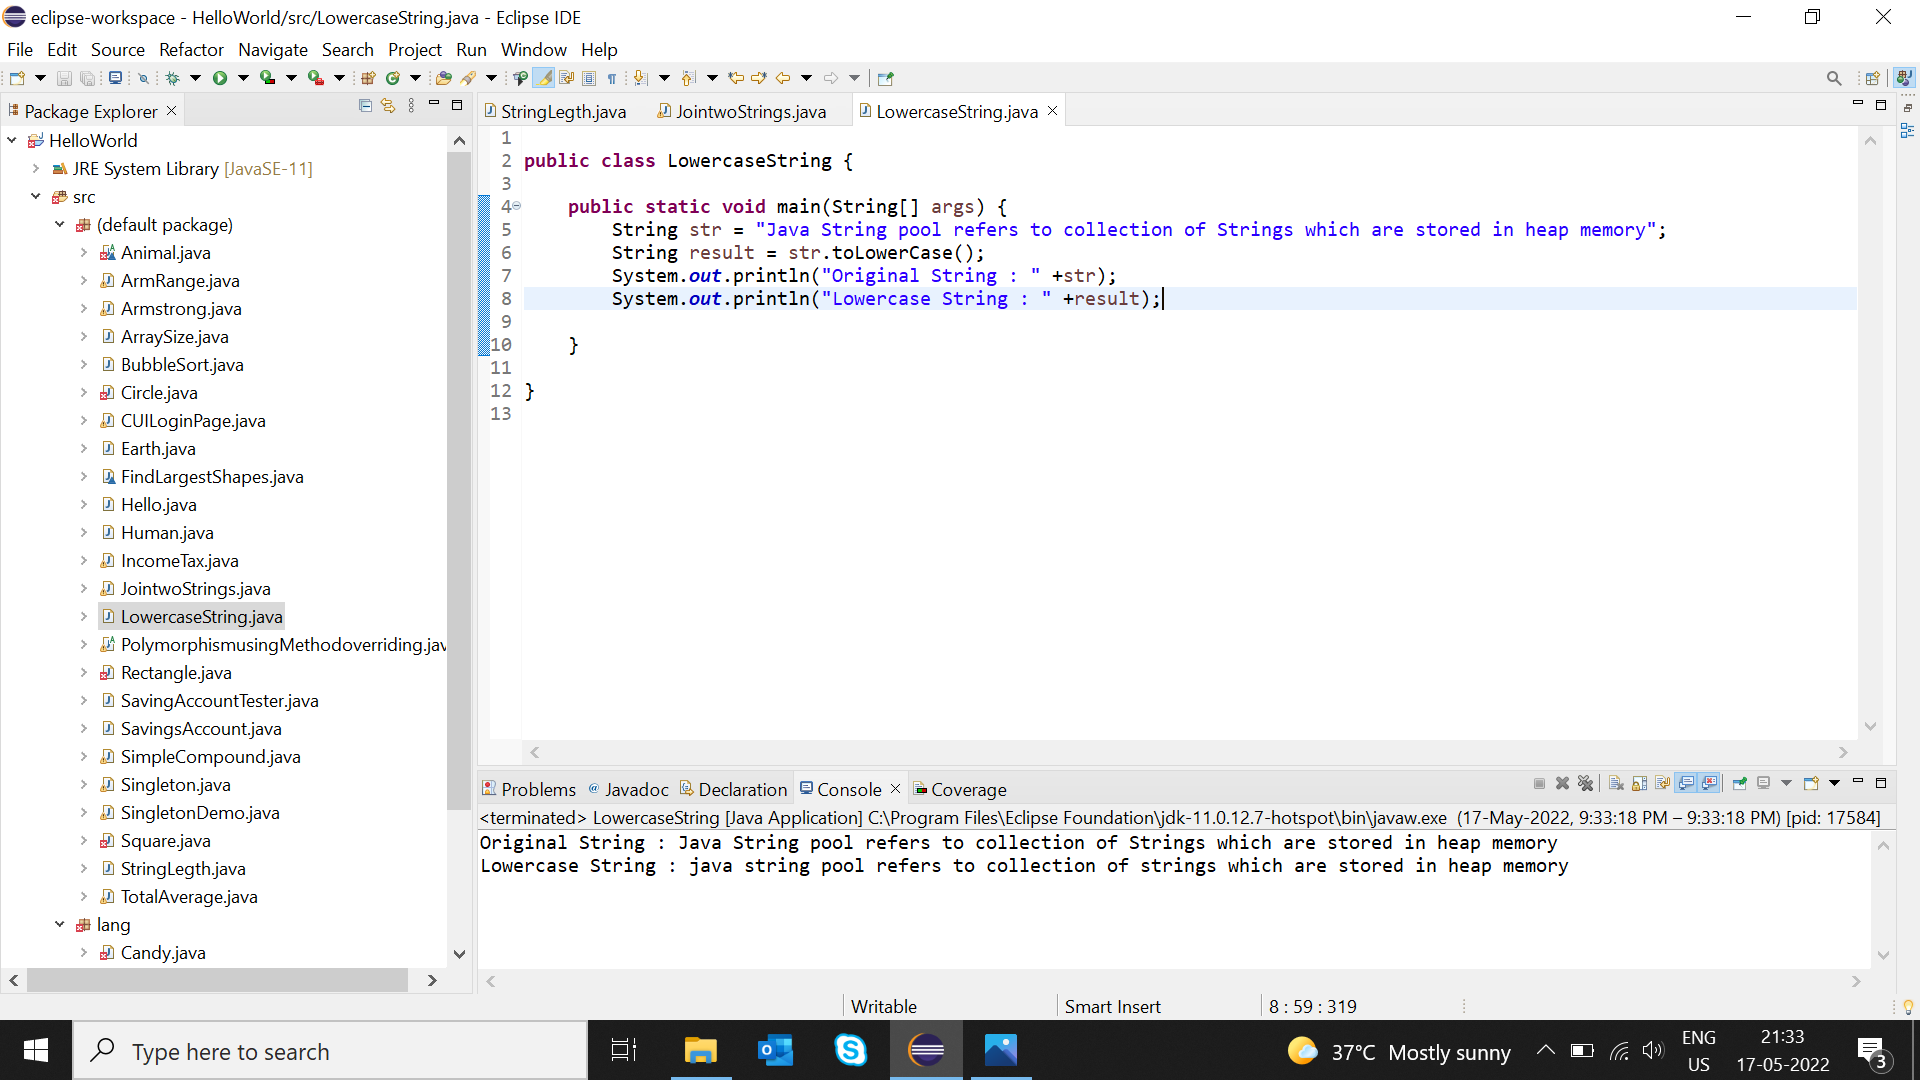 eclipse-workspace - HelloWorld/src/LowercaseString.java - Eclipse IDE
File Edit Source Refactor Navigate Search Project Run Window Help
Package Explorer
StringLegth.java JointwoStrings.java LowercaseString.java
HelloWorld
JRE System Library [JavaSE-11]
src
(default package)
Animal.java
ArmRange.java
Armstrong.java
ArraySize.java
BubbleSort.java
Circle.java
CUILoginPage.java
Earth.java
FindLargestShapes.java
Hello.java
Human.java
IncomeTax.java
JointwoStrings.java
LowercaseString.java
PolymorphismusingMethodoverriding.jav
Rectangle.java
SavingAccountTester.java
SavingsAccount.java
SimpleCompound.java
Singleton.java
SingletonDemo.java
Square.java
StringLegth.java
TotalAverage.java
lang
Candy.java
1
2 public class LowercaseString {
3
4 public static void main(String[] args) {
5 String str = "Java String pool refers to collection of Strings which are stored in heap memory";
6 String result = str.toLowerCase();
7 System.out.println("Original String : " +str);
8 System.out.println("Lowercase String : " +result);
9
10 }
11
12 }
13
Problems @ Javadoc Declaration Console Coverage
<terminated> LowercaseString [Java Application] C:\Program Files\Eclipse Foundation\jdk-11.0.12.7-hotspot\bin\javaw.exe (17-May-2022, 9:33:18 PM – 9:33:18 PM) [pid: 17584]
Original String : Java String pool refers to collection of Strings which are stored in heap memory
Lowercase String : java string pool refers to collection of strings which are stored in heap memory
Writable Smart Insert 8 : 59 : 319
Type here to search
37°C Mostly sunny
ENG
US
21:33
17-05-2022
3